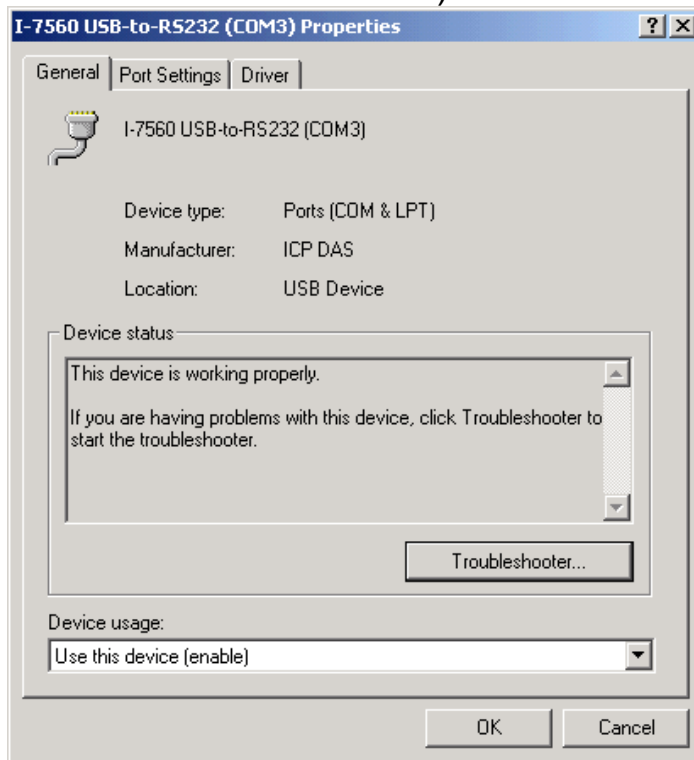 I-7560 USB-to-RS232 (COM3) Properties
General Port Settings Driver
I-7560 USB-to-RS232 (COM3)
Device type: Ports (COM & LPT)
Manufacturer: ICP DAS
Location: USB Device
Device status
This device is working properly.
If you are having problems with this device, click Troubleshooter to
start the troubleshooter.
Troubleshooter...
Device usage:
Use this device (enable)
OK Cancel